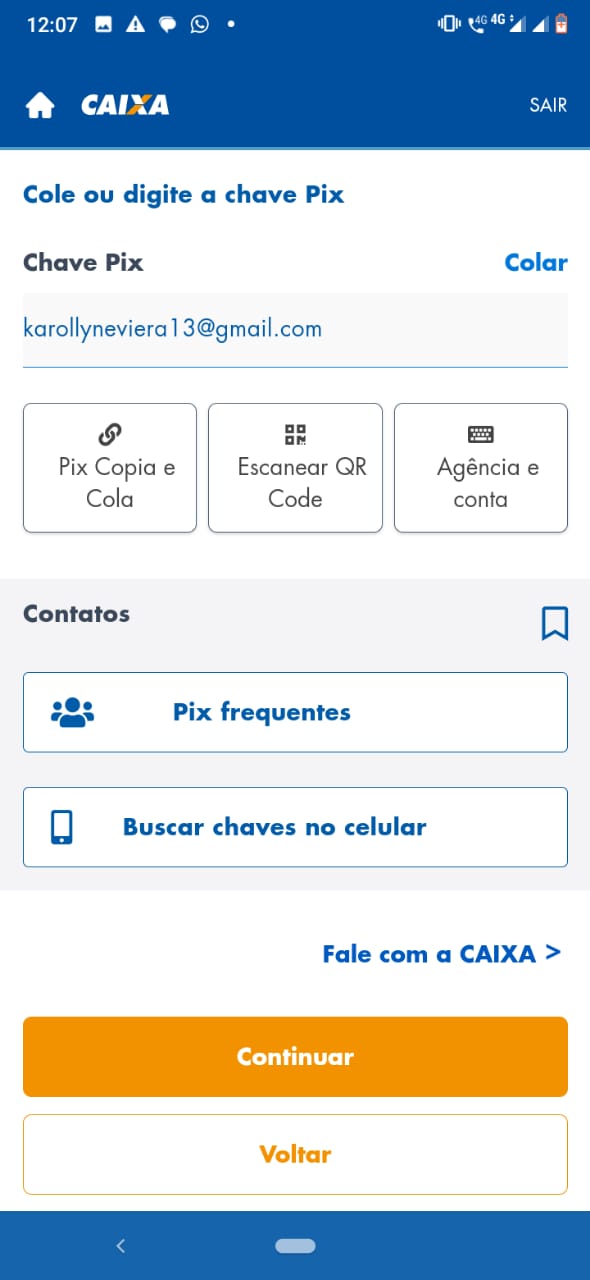 12:07
4G 4G
CAIXA
SAIR
Cole ou digite a chave Pix
Chave Pix
Colar
karollyneviera13@gmail.com
Pix Copia e
Cola
Escanear QR
Code
Agência e
conta
Contatos
Pix frequentes
Buscar chaves no celular
Fale com a CAIXA >
Continuar
Voltar